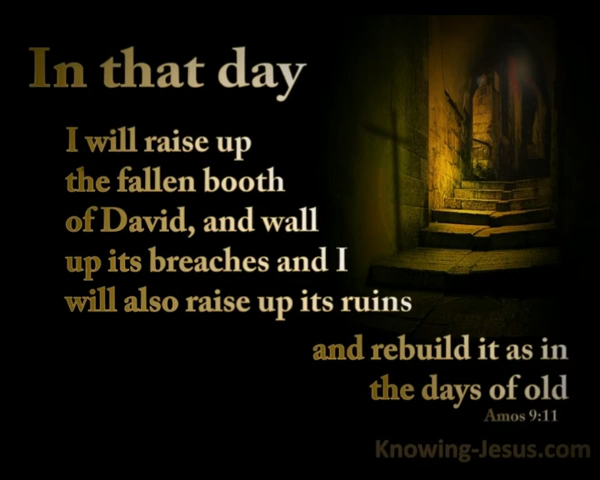 In that day
I will raise up
the fallen booth
of David, and wall
up its breaches and I
will also raise up its ruins
and rebuild it as in
the days of old
Amos 9:11
Knowing-Jesus.com